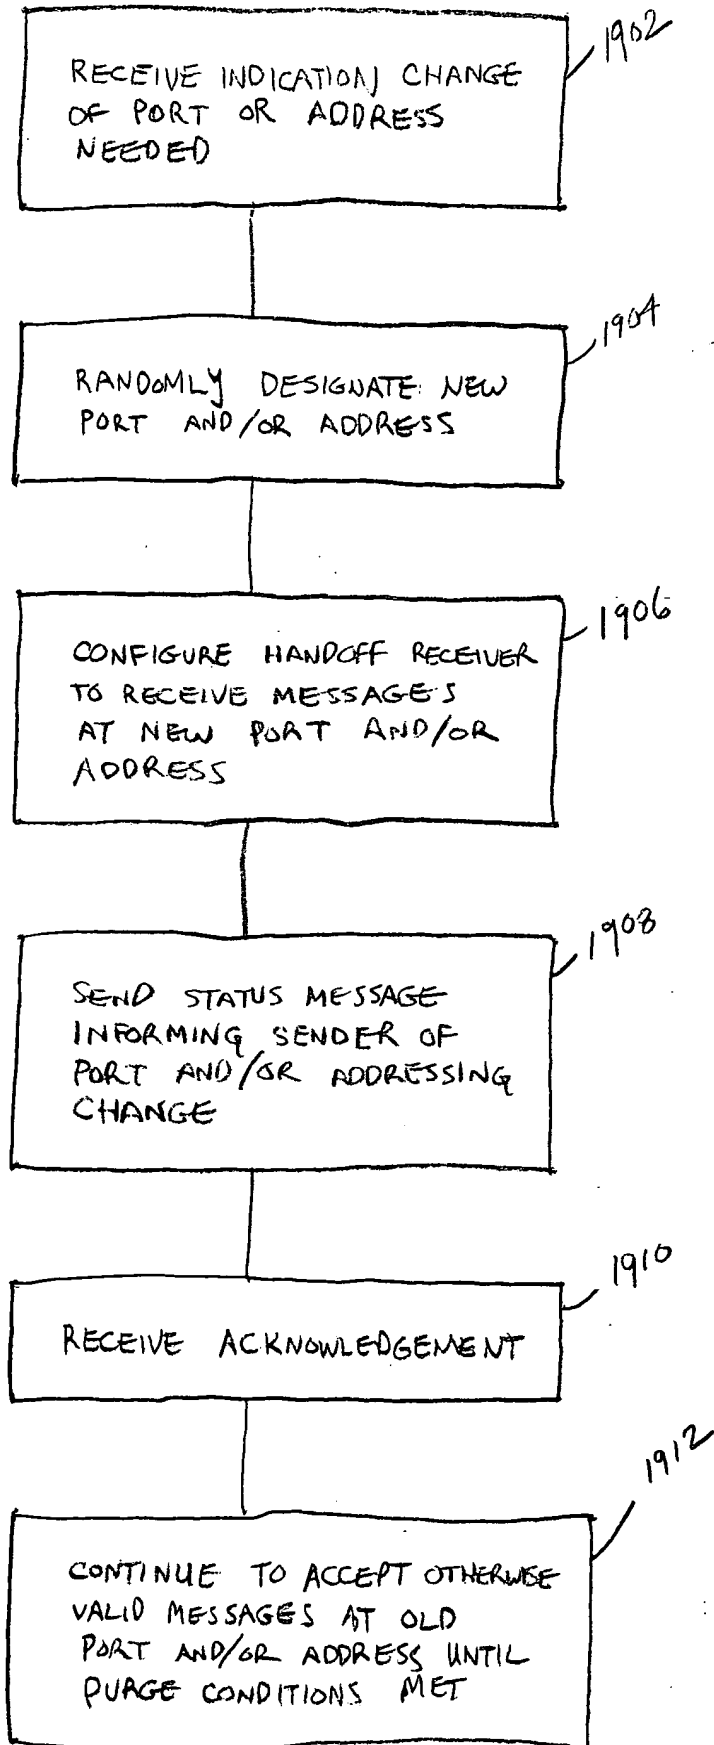 1902
RECEIVE INDICATION CHANGE
OF PORT OR ADDRESS
NEEDED
1904
RANDOMLY DESIGNATE NEW
PORT AND/OR ADDRESS
1906
CONFIGURE HANDOFF RECEIVER
TO RECEIVE MESSAGES
AT NEW PORT AND/OR
ADDRESS
1908
SEND STATUS MESSAGE
INFORMING SENDER OF
PORT AND/OR ADDRESSING
CHANGE
1910
RECEIVE ACKNOWLEDGEMENT
1912
CONTINUE TO ACCEPT OTHERWISE
VALID MESSAGES AT OLD
PORT AND/OR ADDRESS UNTIL
PURGE CONDITIONS MET